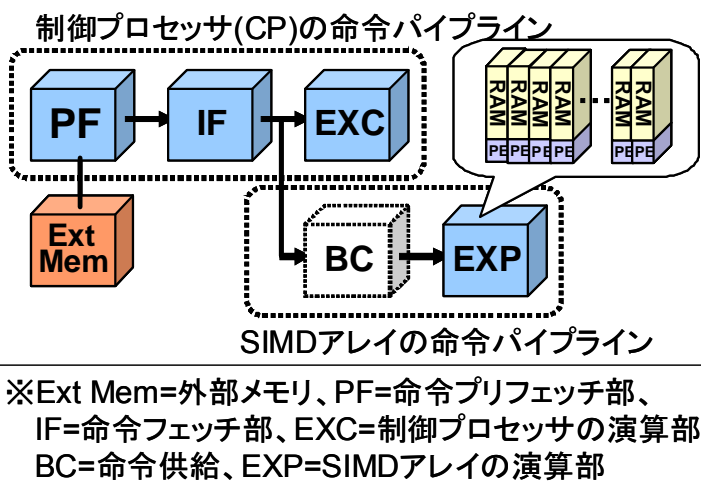 制御プロセッサ(CP)の命令パイプライン
PF
IF
EXC
RAM RAM RAM RAM RAM RAM
PE PE PE PE PE PE
Ext
Mem
BC
EXP
SIMDアレイの命令パイプライン
※Ext Mem=外部メモリ、PF=命令プリフェッチ部、
IF=命令フェッチ部、EXC=制御プロセッサの演算部
BC=命令供給、EXP=SIMDアレイの演算部